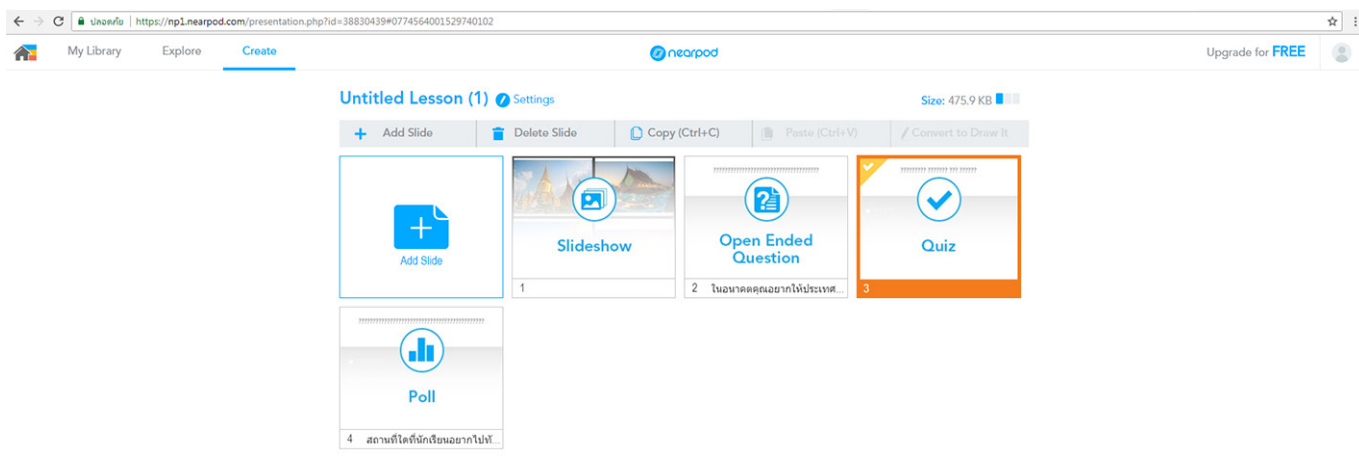 ปลอดภัย https://np1.nearpod.com/presentation.php?id=38830439#0774564001529740102
My Library Explore Create nearpod Upgrade for FREE
Untitled Lesson (1) Settings Size: 475.9 KB
Add Slide Delete Slide Copy (Ctrl+C) Paste (Ctrl+V) Convert to Draw It
Add Slide
Slideshow
1
Open Ended
Question
2 ในอนาคตคุณอยากให้ประเทศ...
Quiz
3
Poll
4 สถานที่ใดที่นักเรียนอยากไปทั...